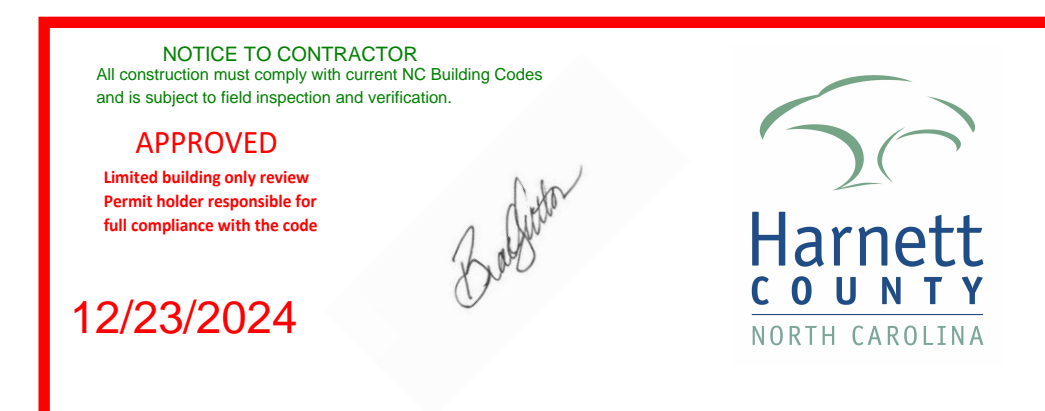 NOTICE TO CONTRACTOR
All construction must comply with current NC Building Codes
and is subject to field inspection and verification.
APPROVED
Limited building only review
Permit holder responsible for
full compliance with the code
12/23/2024
Brad Sutton
Harnett
COUNTY
NORTH CAROLINA